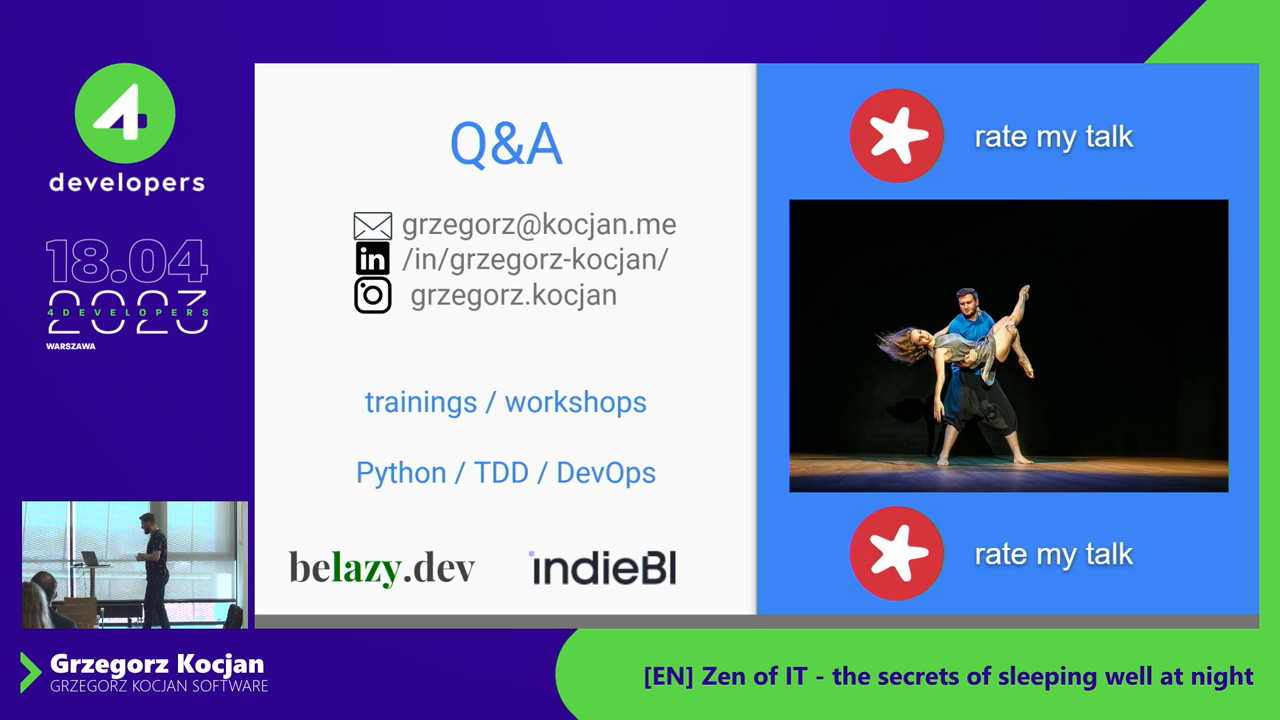 4
developers
18.04
2023
4DEVELOPERS
WARSZAWA
Q&A
grzegorz@kocjan.me
in /in/grzegorz-kocjan/
grzegorz.kocjan
trainings / workshops
Python / TDD / DevOps
belazy.dev
indieBI
rate my talk
rate my talk
Grzegorz Kocjan
GRZEGORZ KOCJAN SOFTWARE
[EN] Zen of IT - the secrets of sleeping well at night